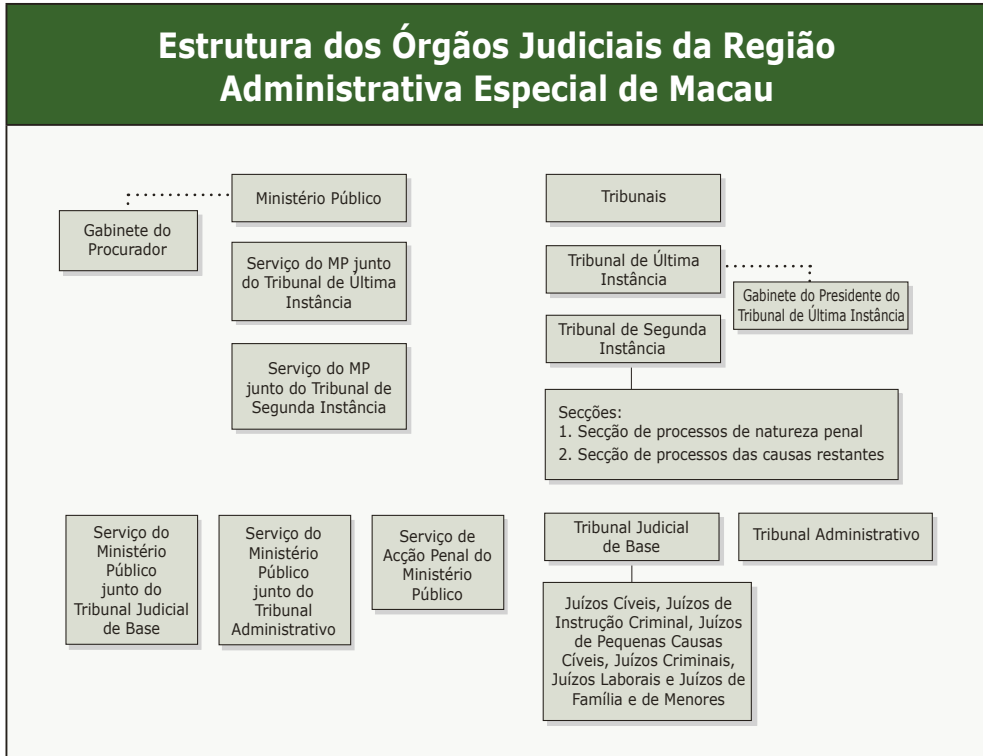 Estrutura dos Órgãos Judiciais da Região
Administrativa Especial de Macau
Ministério Público
Gabinete do
Procurador
Serviço do MP junto
do Tribunal de Última
Instância
Serviço do MP
junto do Tribunal de
Segunda Instância
Serviço do
Ministério
Público
junto do
Tribunal Judicial
de Base
Serviço do
Ministério
Público
junto do
Tribunal
Administrativo
Serviço de
Acção Penal do
Ministério
Público
Tribunais
Tribunal de Última
Instância
Gabinete do Presidente do
Tribunal de Última Instância
Tribunal de Segunda
Instância
Secções:
1. Secção de processos de natureza penal
2. Secção de processos das causas restantes
Tribunal Judicial
de Base
Tribunal Administrativo
Juízos Cíveis, Juízos de
Instrução Criminal, Juízos
de Pequenas Causas
Cíveis, Juízos Criminais,
Juízos Laborais e Juízos de
Família e de Menores